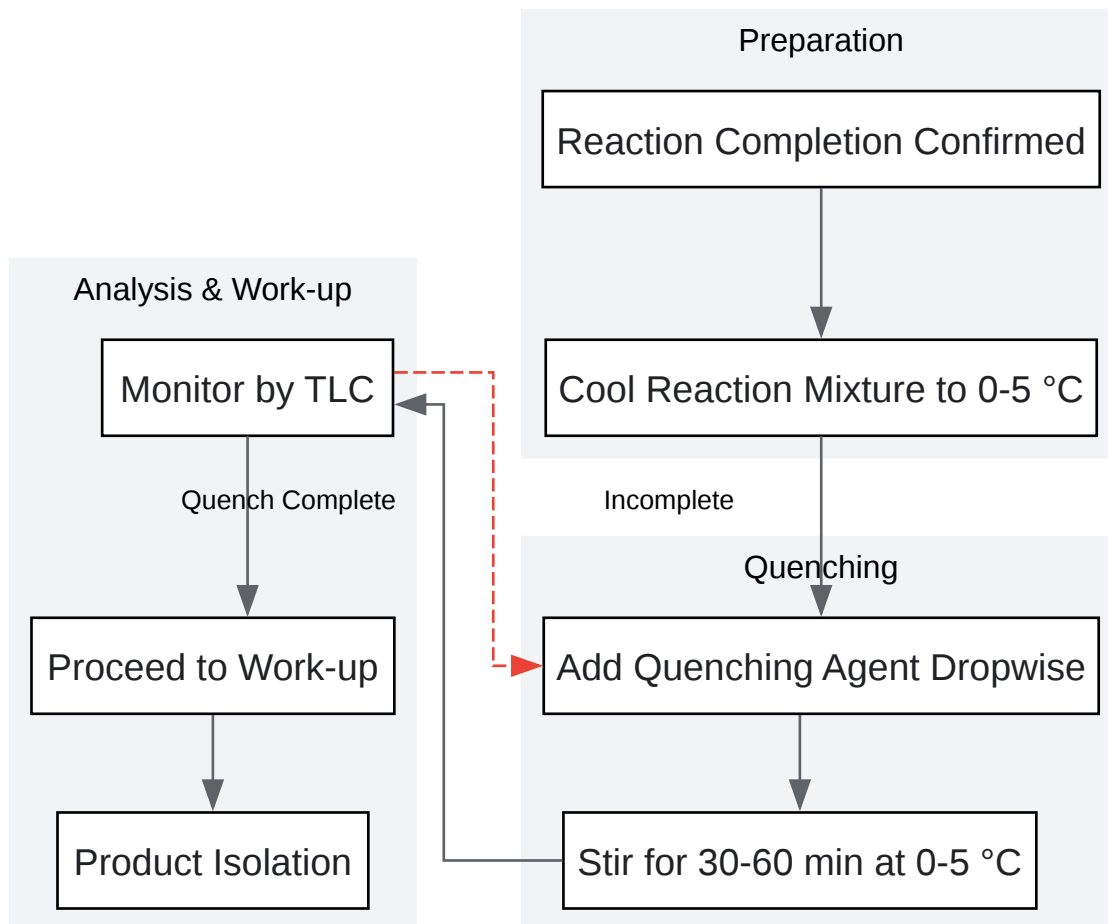 Preparation
Reaction Completion Confirmed
Cool Reaction Mixture to 0-5 °C
Incomplete
Quenching
Add Quenching Agent Dropwise
Stir for 30-60 min at 0-5 °C
Analysis & Work-up
Monitor by TLC
Quench Complete
Proceed to Work-up
Product Isolation